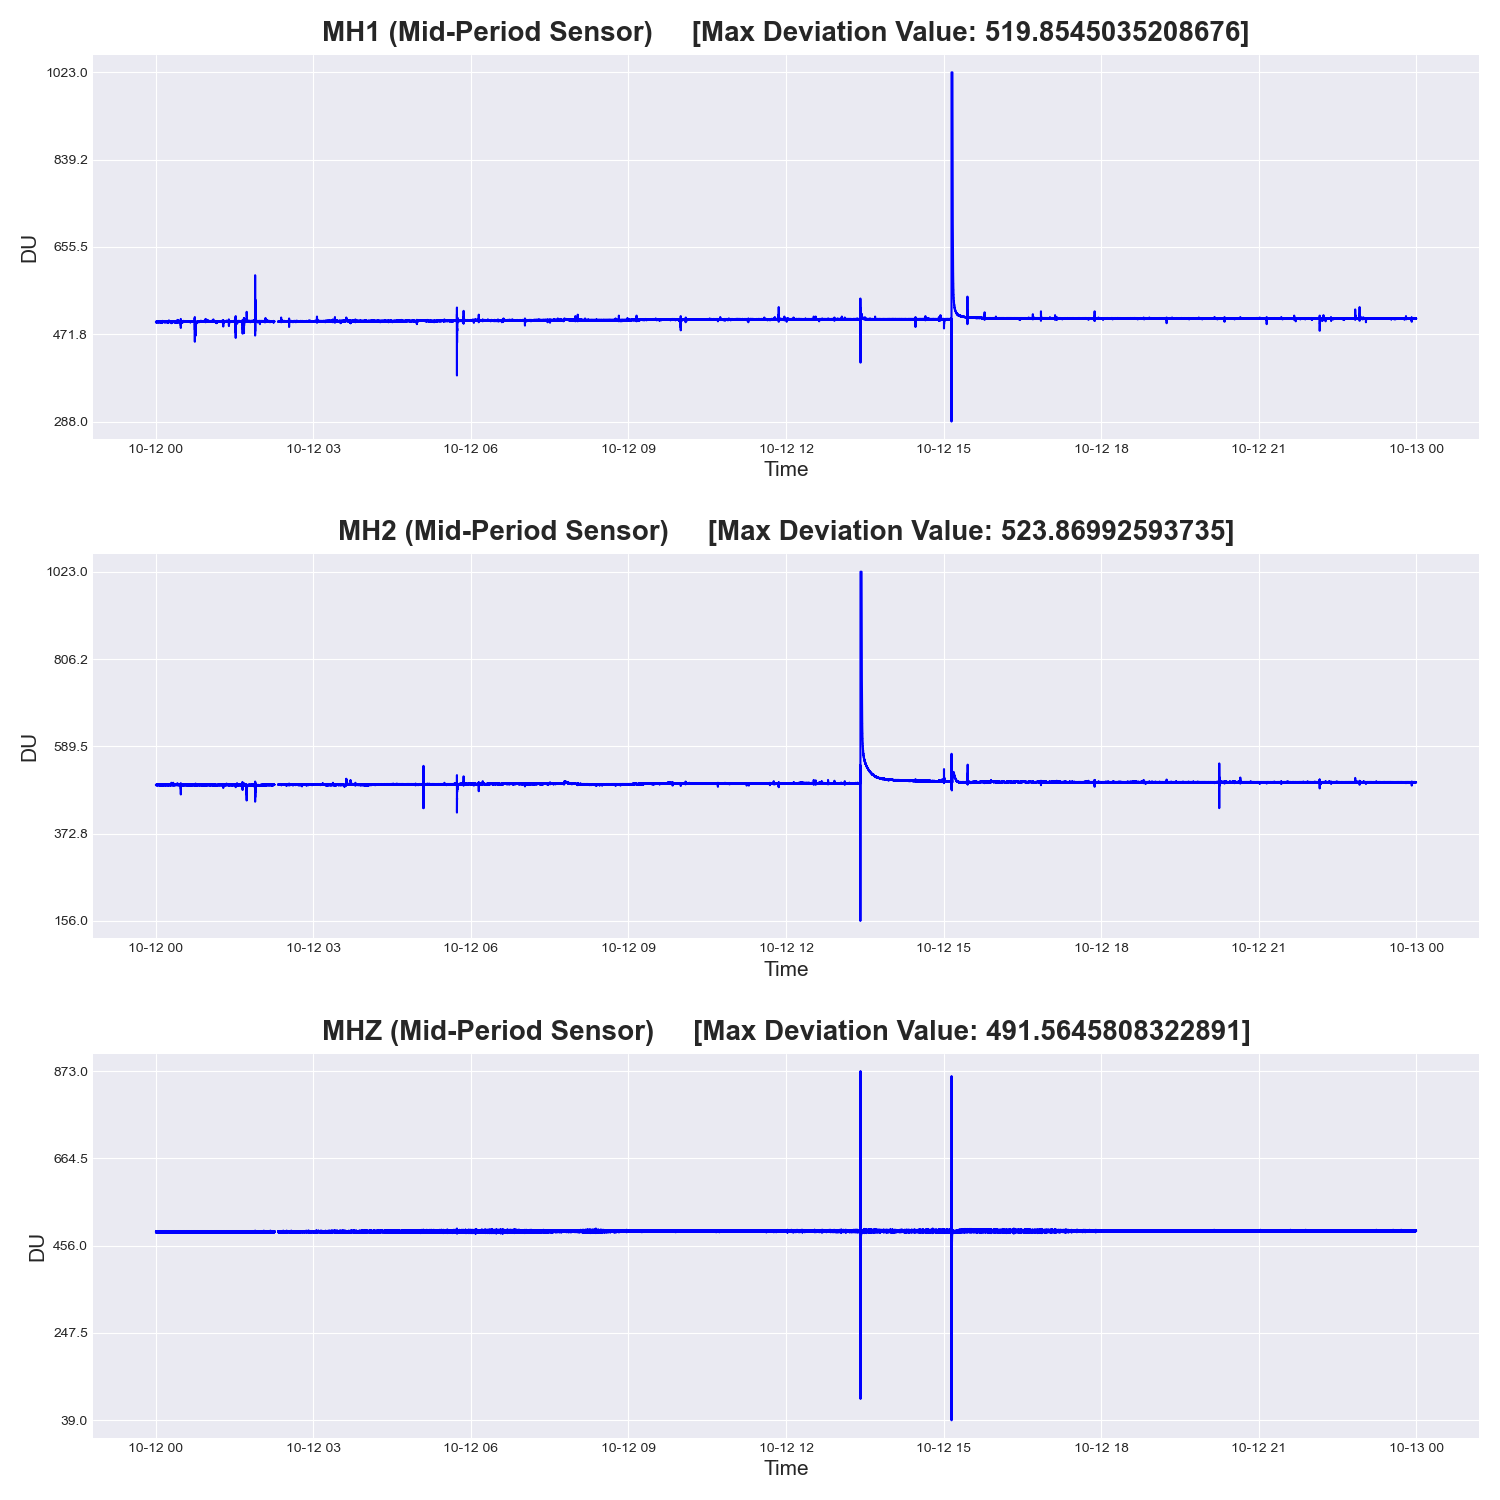 MH1 (Mid-Period Sensor) [Max Deviation Value: 519.8545035208676]
1023.0
839.2
655.5
471.8
288.0
DU
10-12 00 10-12 03 10-12 06 10-12 09 10-12 12 10-12 15 10-12 18 10-12 21 10-13 00
Time
MH2 (Mid-Period Sensor) [Max Deviation Value: 523.86992593735]
1023.0
806.2
589.5
372.8
156.0
DU
10-12 00 10-12 03 10-12 06 10-12 09 10-12 12 10-12 15 10-12 18 10-12 21 10-13 00
Time
MHZ (Mid-Period Sensor) [Max Deviation Value: 491.5645808322891]
873.0
664.5
456.0
247.5
39.0
DU
10-12 00 10-12 03 10-12 06 10-12 09 10-12 12 10-12 15 10-12 18 10-12 21 10-13 00
Time